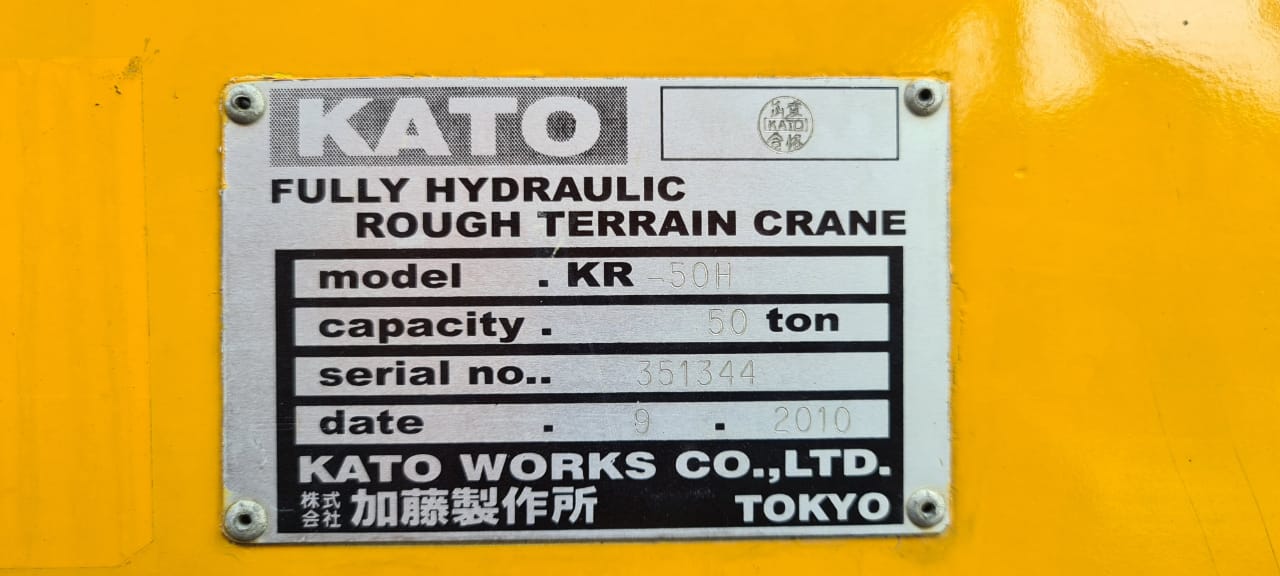 KATO
KATO
FULLY HYDRAULIC
ROUGH TERRAIN CRANE
model . KR -50H
capacity . 50 ton
serial no.. 351344
date . 9 . 2010
KATO WORKS CO.,LTD.
株式会社 加藤製作所 TOKYO